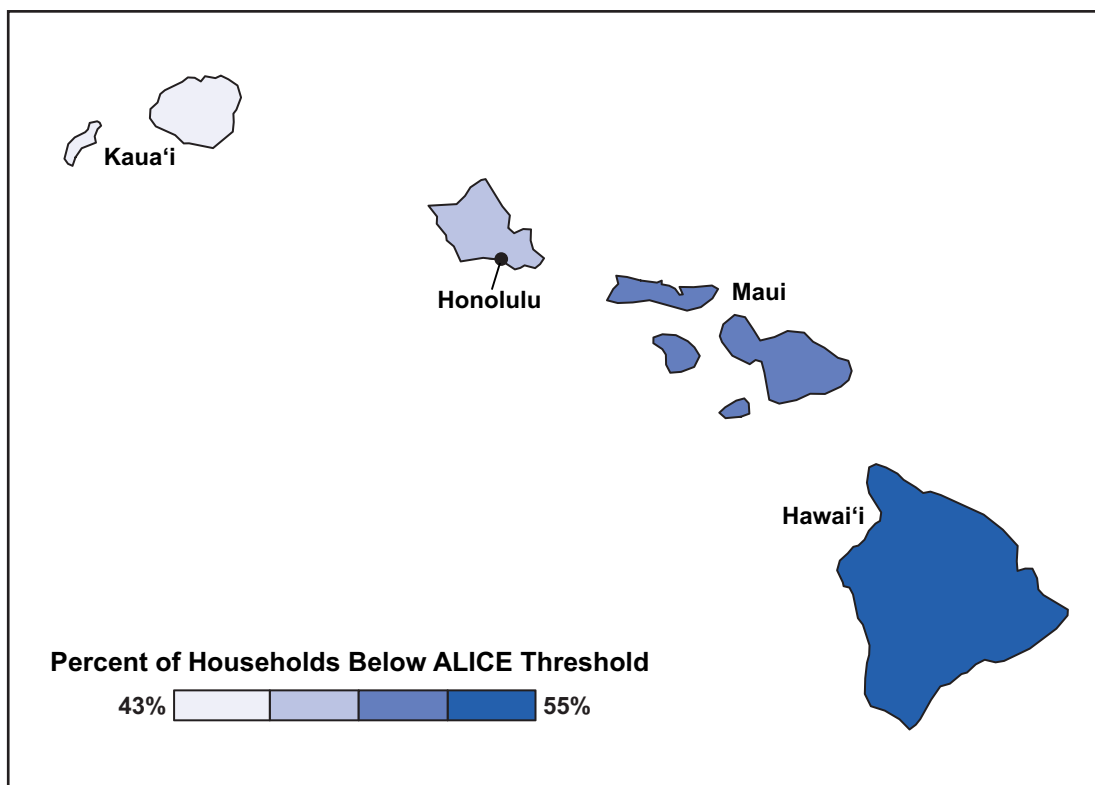 Kaua‘i
Honolulu
Maui
Hawai‘i
Percent of Households Below ALICE Threshold
43% 55%